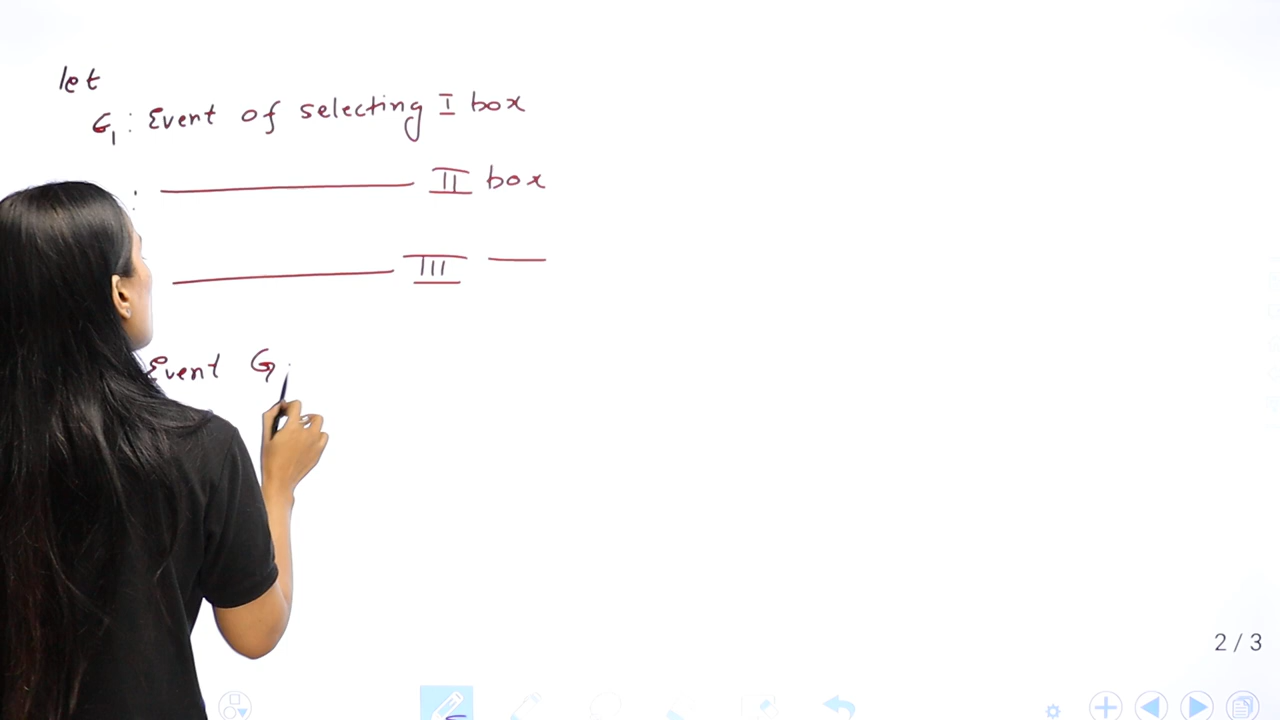 let
G₁ : Event of selecting I box
: ———— II box
———— III ——
Event G
2 / 3